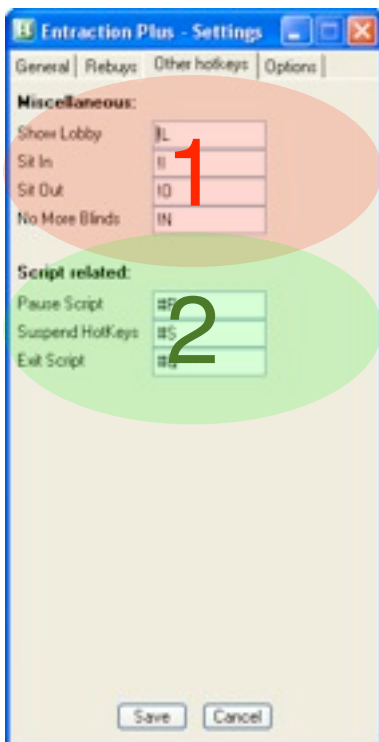 Entraction Plus - Settings
General Rebuys Other hotkeys Options
Miscellaneous:
Show Lobby !L
Sit In !I
Sit Out !O
No More Blinds !N
1
Script related:
Pause Script #P
Suspend HotKeys #S
Exit Script
2
Save Cancel